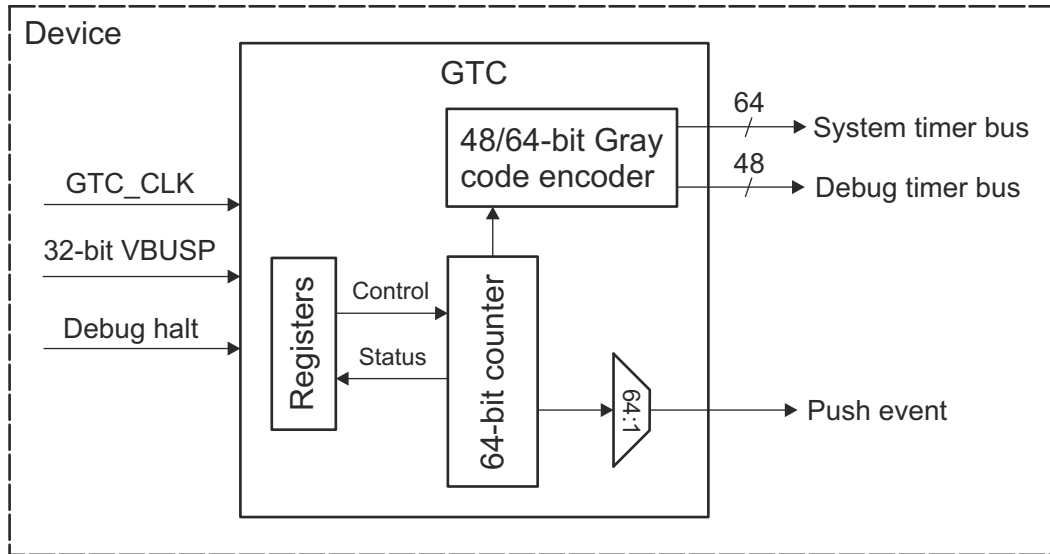 Device
GTC
48/64-bit Gray
code encoder
64
System timer bus
48
Debug timer bus
GTC_CLK
32-bit VBUSP
Debug halt
Registers
Control
Status
64-bit counter
64:1
Push event